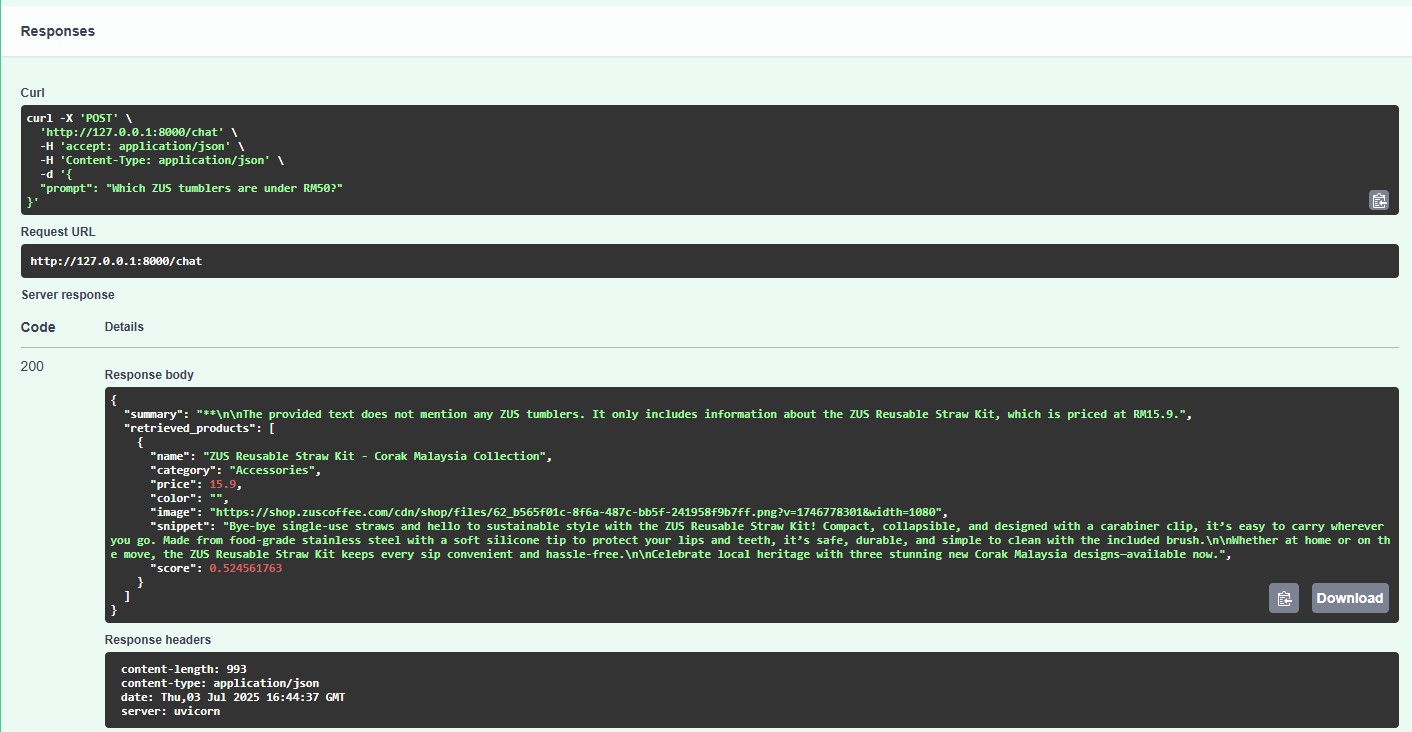 Responses
Curl
curl -X 'POST' \
  'http://127.0.0.1:8000/chat' \
  -H 'accept: application/json' \
  -H 'Content-Type: application/json' \
  -d '{
  "prompt": "Which ZUS tumblers are under RM50?"
}'
Request URL
http://127.0.0.1:8000/chat
Server response
Code Details
200
Response body
{
  "summary": "**\n\nThe provided text does not mention any ZUS tumblers. It only includes information about the ZUS Reusable Straw Kit, which is priced at RM15.9.",
  "retrieved_products": [
    {
      "name": "ZUS Reusable Straw Kit - Corak Malaysia Collection",
      "category": "Accessories",
      "price": 15.9,
      "color": "",
      "image": "https://shop.zuscoffee.com/cdn/shop/files/62_b565f01c-8f6a-487c-bb5f-241958f9b7ff.png?v=1746778301&width=1080",
      "snippet": "Bye-bye single-use straws and hello to sustainable style with the ZUS Reusable Straw Kit! Compact, collapsible, and designed with a carabiner clip, it’s easy to carry wherever
you go. Made from food-grade stainless steel with a soft silicone tip to protect your lips and teeth, it’s safe, durable, and simple to clean with the included brush.\n\nWhether at home or on th
e move, the ZUS Reusable Straw Kit keeps every sip convenient and hassle-free.\n\nCelebrate local heritage with three stunning new Corak Malaysia designs—available now.",
      "score": 0.524561763
    }
  ]
}
Download
Response headers
content-length: 993
content-type: application/json
date: Thu,03 Jul 2025 16:44:37 GMT
server: uvicorn